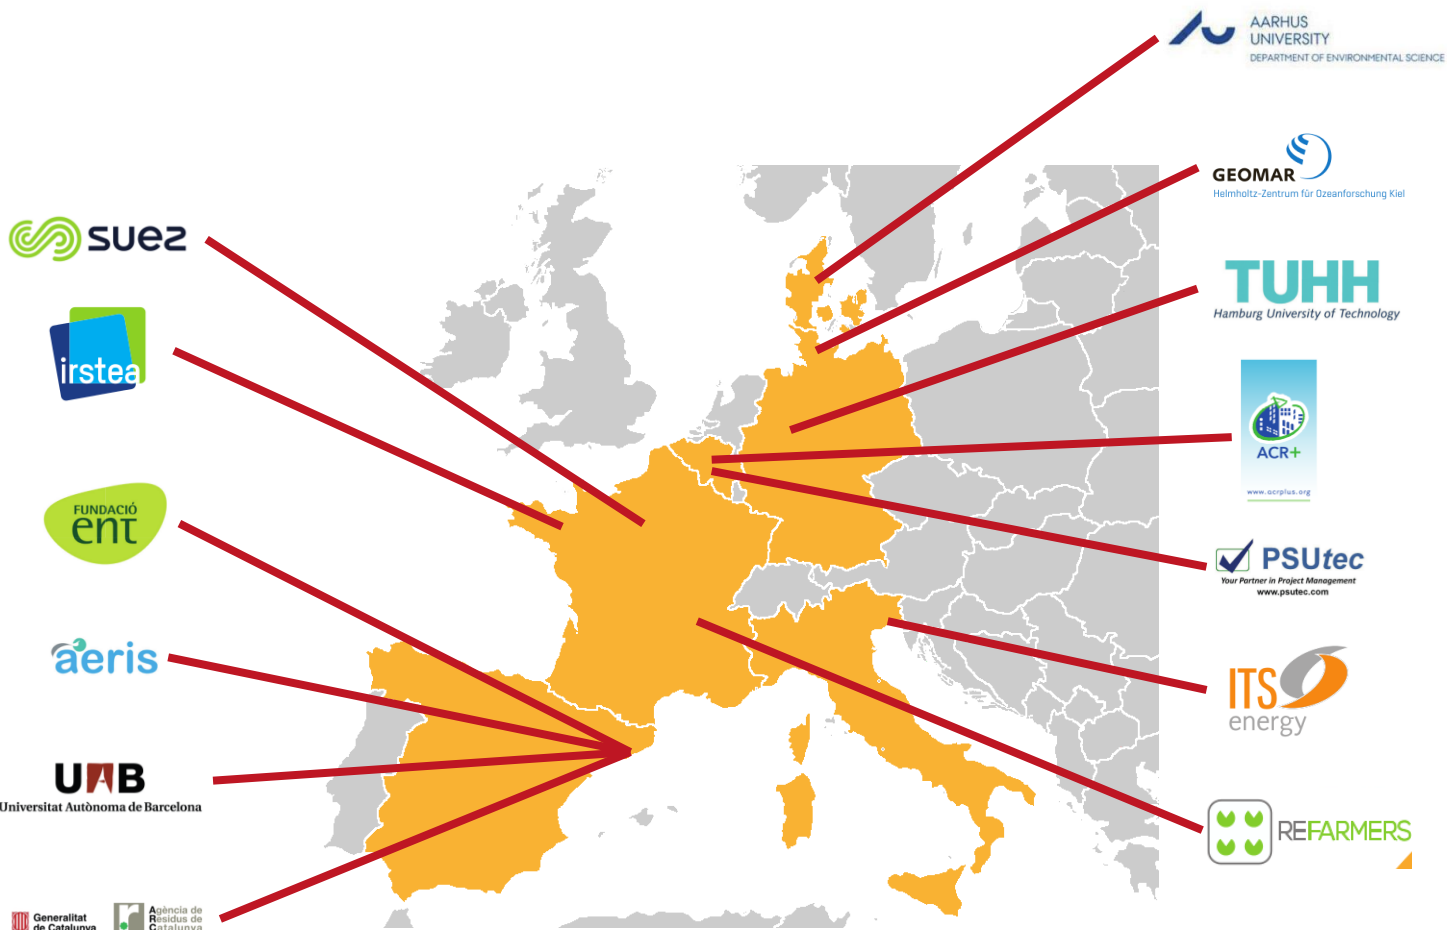 AARHUS
UNIVERSITY
DEPARTMENT OF ENVIRONMENTAL SCIENCE
GEOMAR
Helmholtz-Zentrum für Ozeanforschung Kiel
suez
TUHH
Hamburg University of Technology
irstea
ACR+
www.acrplus.org
FUNDACIÓ
ent
PSUtec
Your Partner in Project Management
www.psutec.com
aeris
ITS
energy
UAB
Universitat Autònoma de Barcelona
REFARMERS
Generalitat
de Catalunya
Agència de
Residus de
Catalunya